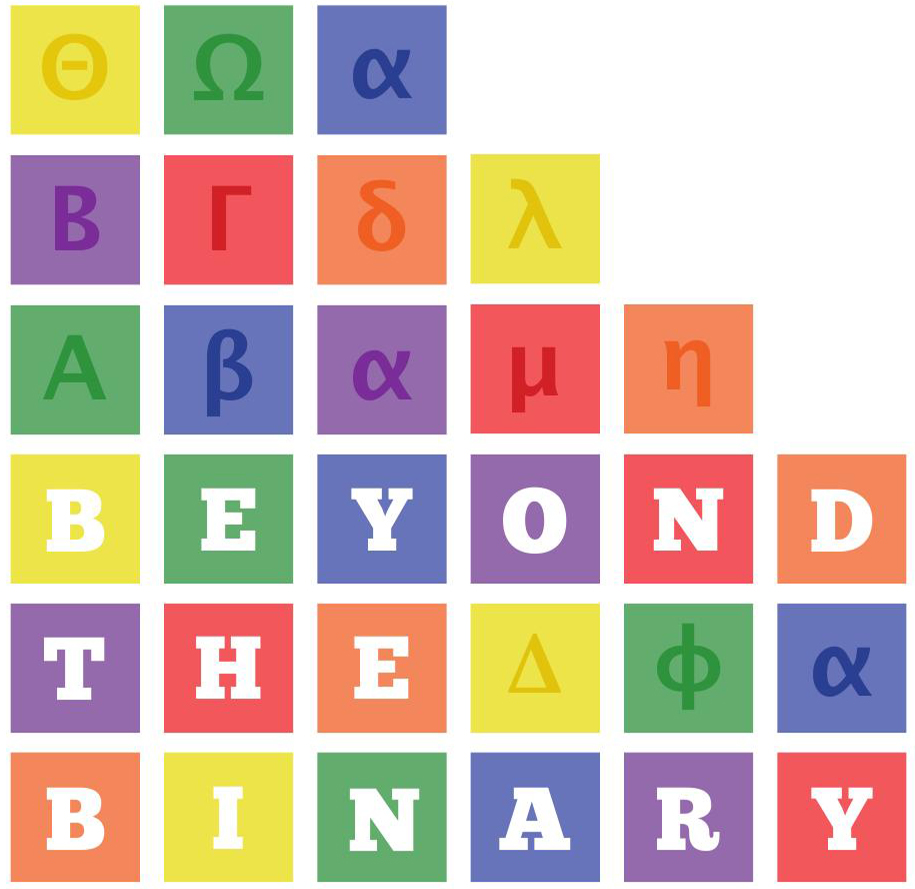 Θ Ω α
Β Γ δ λ
Α β α μ η
BEYOND
THE Δ ϕ α
BINARY